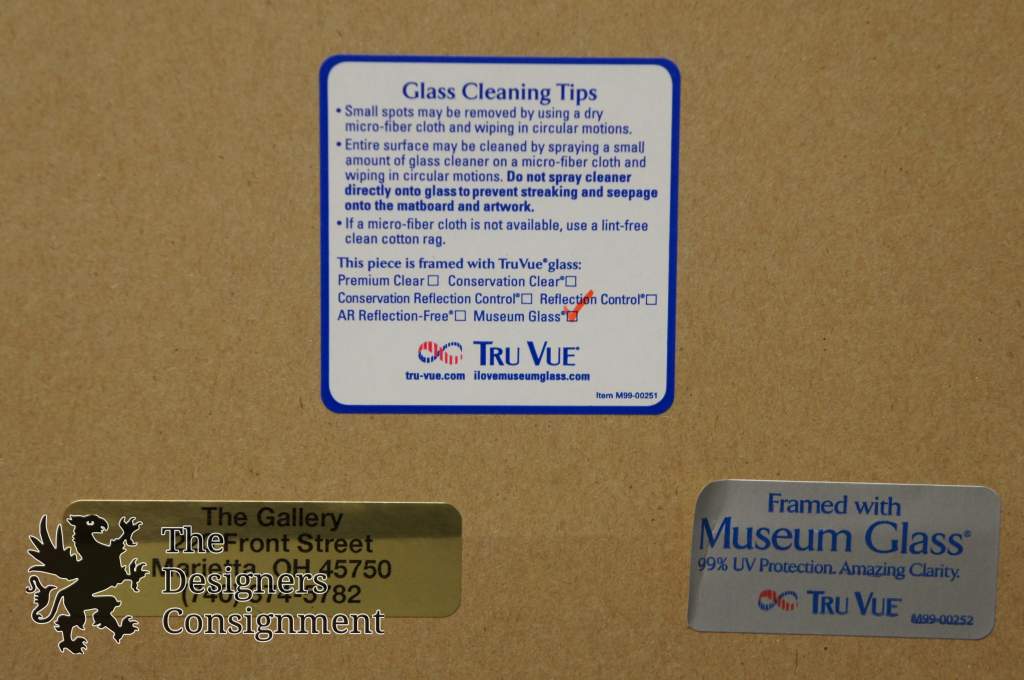 Glass Cleaning Tips
• Small spots may be removed by using a dry
micro-fiber cloth and wiping in circular motions.
• Entire surface may be cleaned by spraying a small
amount of glass cleaner on a micro-fiber cloth and
wiping in circular motions. Do not spray cleaner
directly onto glass to prevent streaking and seepage
onto the matboard and artwork.
• If a micro-fiber cloth is not available, use a lint-free
clean cotton rag.
This piece is framed with TruVue® glass:
Premium Clear ☐ Conservation Clear® ☐
Conservation Reflection Control® ☐ Reflection Control® ☐
AR Reflection-Free® ☐ Museum Glass® ☑
TRU VUE®
tru-vue.com ilovemuseumglass.com
Item M99-00251
The Gallery
Front Street
Marietta, OH 45750
(740)
The
Designers
Consignment
Framed with
Museum Glass®
99% UV Protection. Amazing Clarity.
TRU VUE
M99-00252